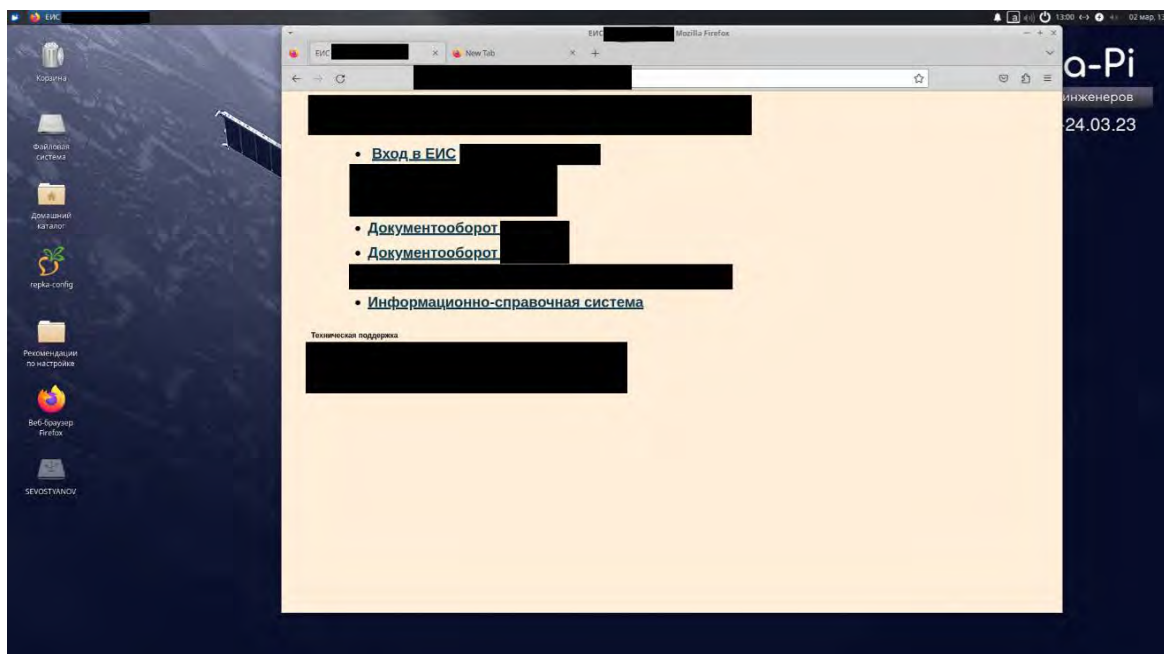 ЕИС
13:00
02 мар, 13
ЕИС Mozilla Firefox
ЕИС
New Tab
Корзина
a-Pi
инженеров
-24.03.23
Файловая
система
Домашний
каталог
repka-config
Рекомендации
по настройке
Веб-браузер
Firefox
SEVOSTYANOV
Вход в ЕИС
Документооборот
Документооборот
Информационно-справочная система
Техническая поддержка